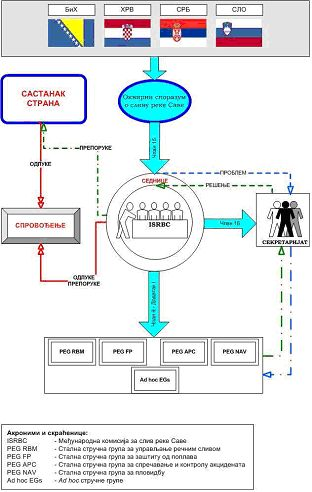 БиХ
ХРВ
СРБ
СЛО
САСТАНАК
СТРАНА
Оквирни споразум
о сливу реке Саве
Члан 15
ПРЕПОРУКЕ
ОДЛУКЕ
СПРОВОЂЕЊЕ
СЕДНИЦЕ
ISRBC
ПРОБЛЕМ
РЕШЕЊЕ
Члан 16
СЕКРЕТАРИЈАТ
ОДЛУКЕ
ПРЕПОРУКЕ
PEG RBM
PEG FP
PEG APC
PEG NAV
Ad hoc EGs
Акроними и скраћенице:
ISRBC - Међународна комисија за слив реке Саве
PEG RBM - Стална стручна група за управљање речним сливом
PEG FP - Стална стручна група за заштиту од поплава
PEG APC - Стална стручна група за спречавање и контролу акцидената
PEG NAV - Стална стручна група за пловидбу
Ad hoc EGs - Ad hoc стручне групе